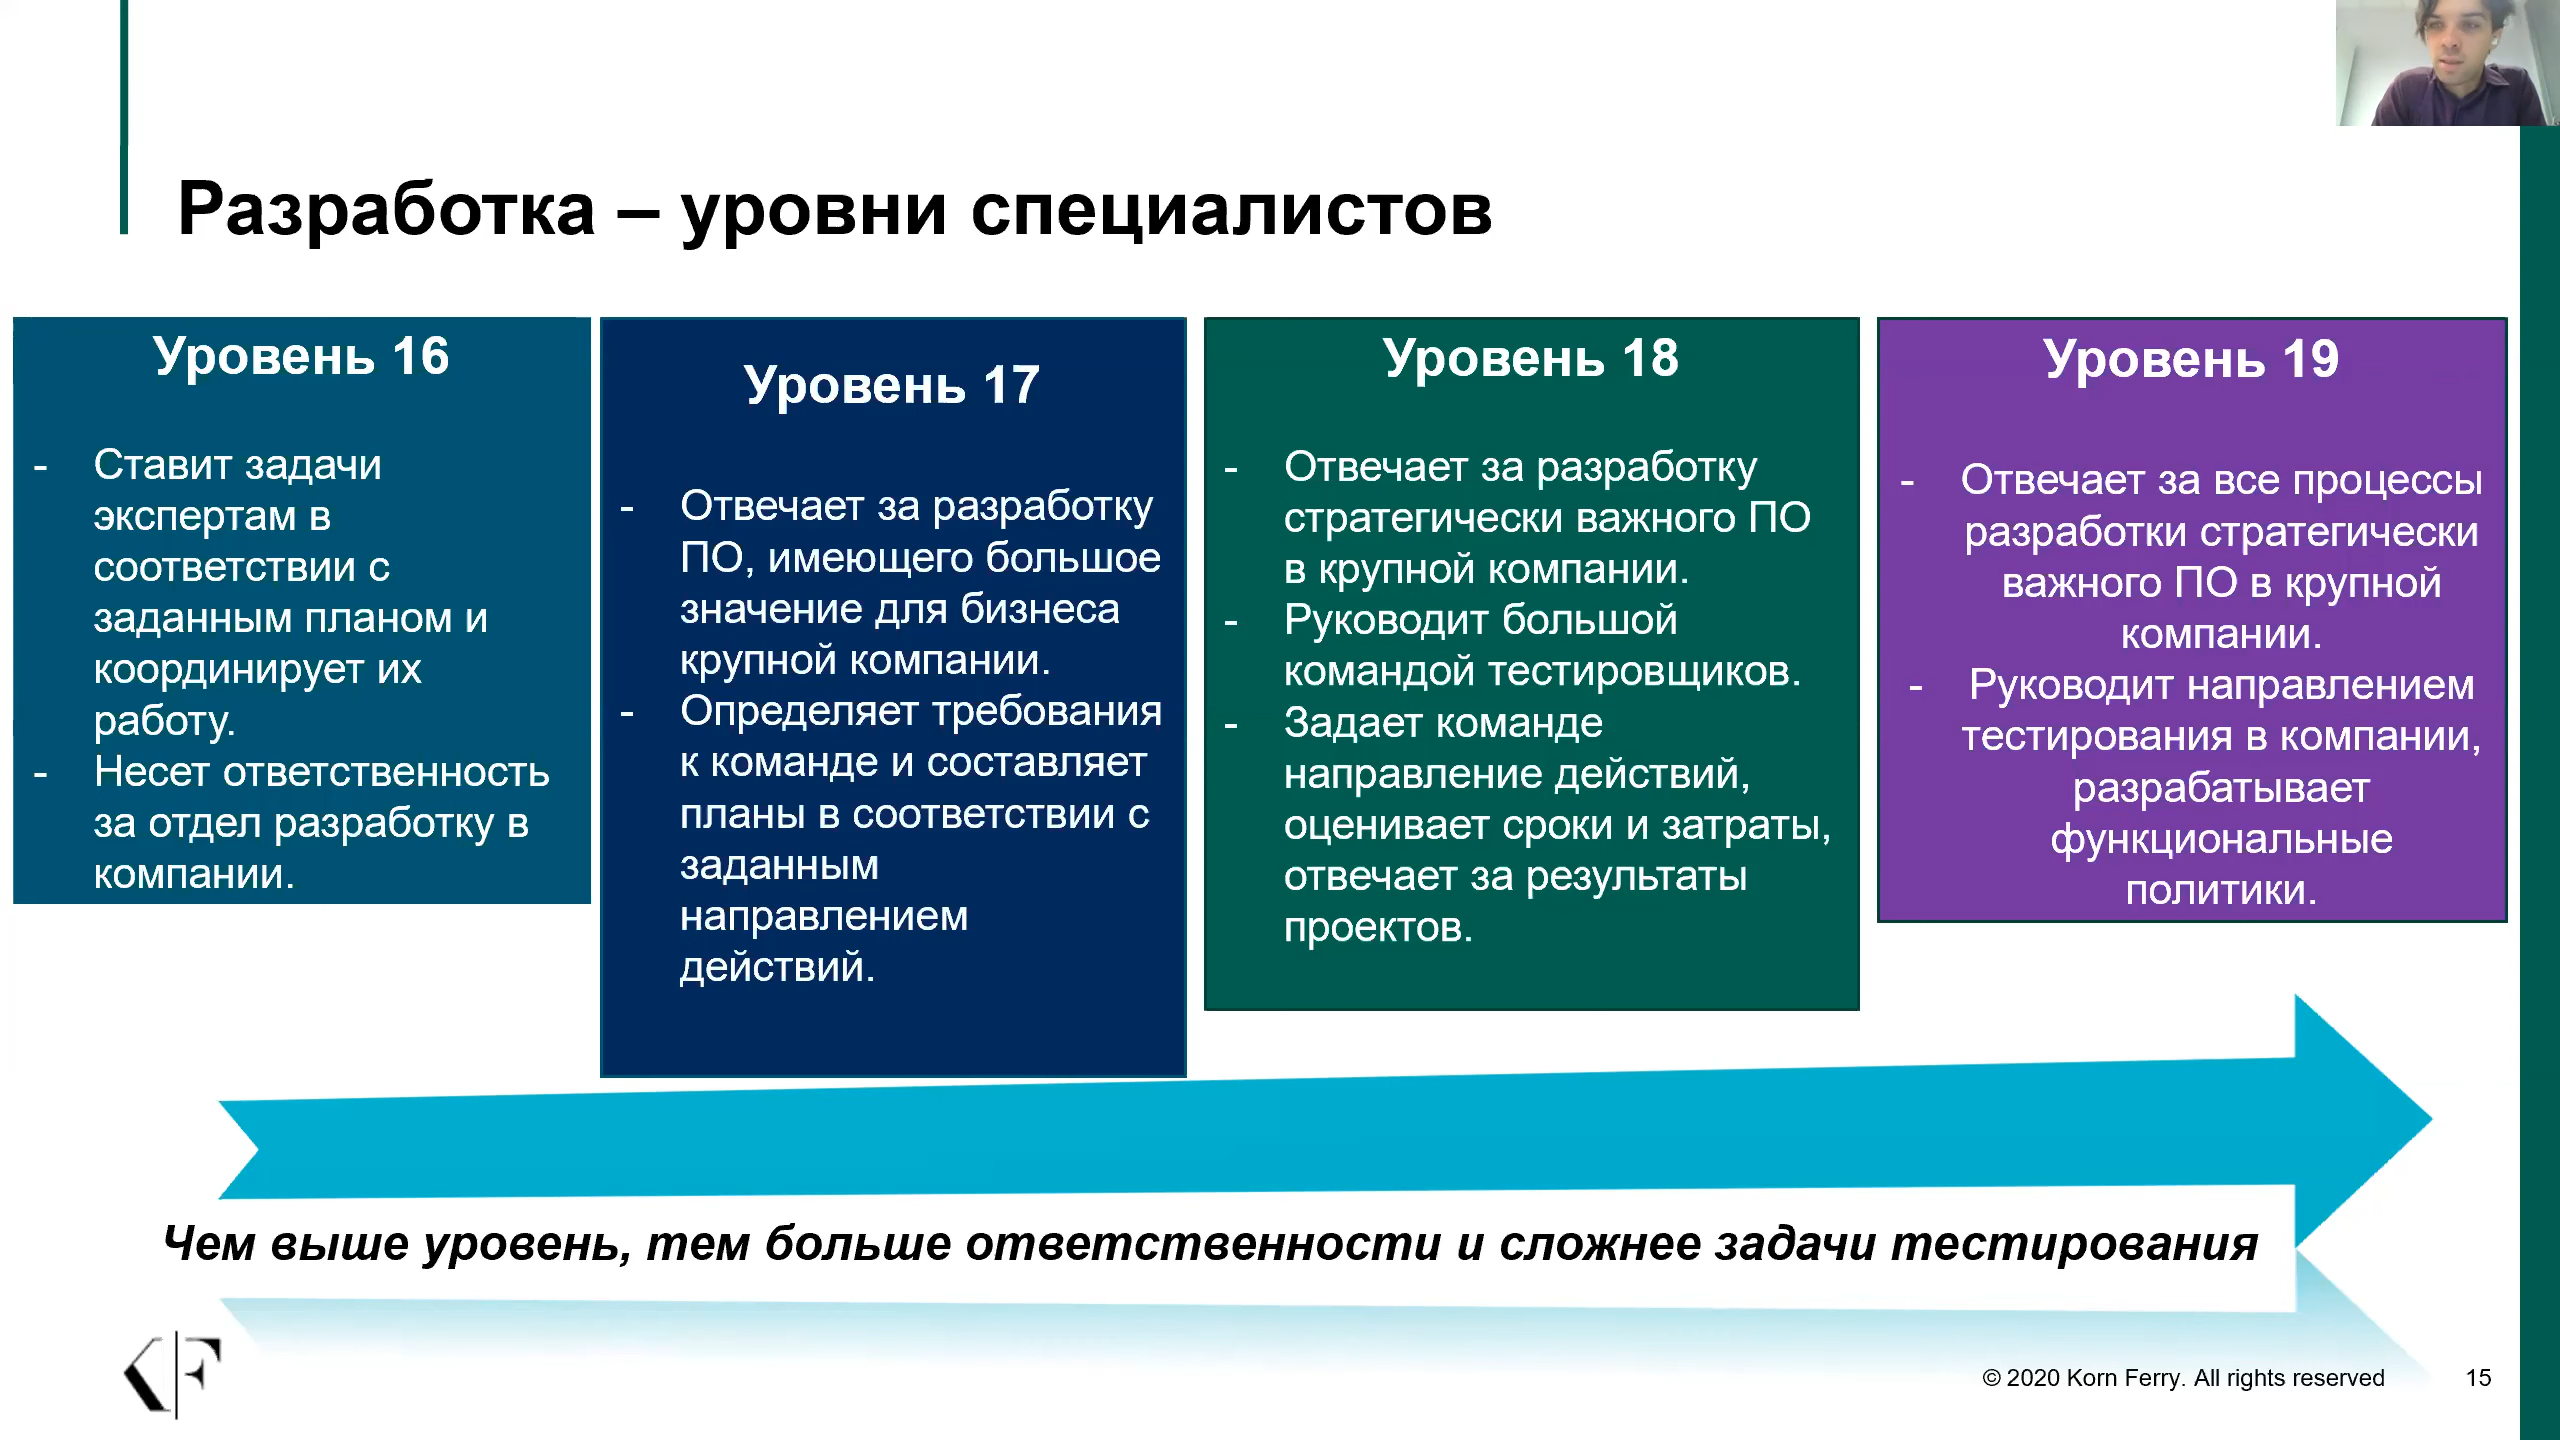 Разработка – уровни специалистов
Уровень 16
- Ставит задачи
экспертам в
соответствии с
заданным планом и
координирует их
работу.
- Несет ответственность
за отдел разработку в
компании.
Уровень 17
- Отвечает за разработку
ПО, имеющего большое
значение для бизнеса
крупной компании.
- Определяет требования
к команде и составляет
планы в соответствии с
заданным
направлением
действий.
Уровень 18
- Отвечает за разработку
стратегически важного ПО
в крупной компании.
- Руководит большой
командой тестировщиков.
- Задает команде
направление действий,
оценивает сроки и затраты,
отвечает за результаты
проектов.
Уровень 19
- Отвечает за все процессы
разработки стратегически
важного ПО в крупной
компании.
- Руководит направлением
тестирования в компании,
разрабатывает
функциональные
политики.
Чем выше уровень, тем больше ответственности и сложнее задачи тестирования
KF
© 2020 Korn Ferry. All rights reserved 15